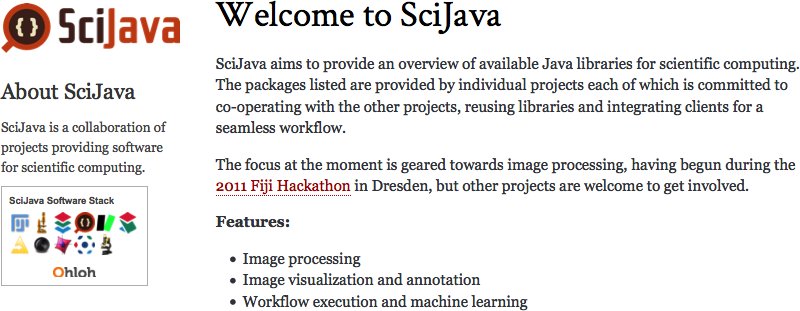 SciJava
About SciJava
SciJava is a collaboration of
projects providing software
for scientific computing.
SciJava Software Stack
Ohloh
Welcome to SciJava
SciJava aims to provide an overview of available Java libraries for scientific computing.
The packages listed are provided by individual projects each of which is committed to
co-operating with the other projects, reusing libraries and integrating clients for a
seamless workflow.
The focus at the moment is geared towards image processing, having begun during the
2011 Fiji Hackathon in Dresden, but other projects are welcome to get involved.
Features:
• Image processing
• Image visualization and annotation
• Workflow execution and machine learning